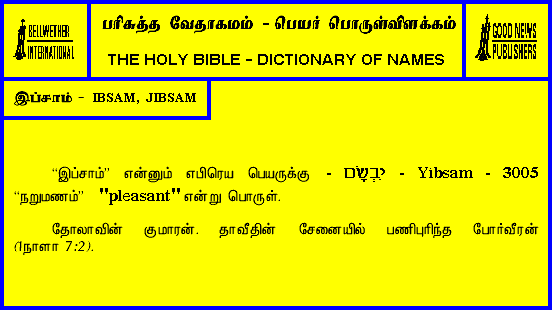 BELLWETHER
INTERNATIONAL
பரிசுத்த வேதாகமம் - பெயர் பொருள்விளக்கம்
THE HOLY BIBLE - DICTIONARY OF NAMES
GOOD NEWS
PUBLISHERS
இப்சாம் - IBSAM, JIBSAM
“இப்சாம்” என்னும் எபிரெய பெயருக்கு - יִבְשָׂם - Yibsam - 3005
“நறுமணம்” "pleasant" என்று பொருள்.
தோலாவின் குமாரன். தாவீதின் சேனையில் பணிபுரிந்த போர்வீரன்
(1நாளா 7:2).